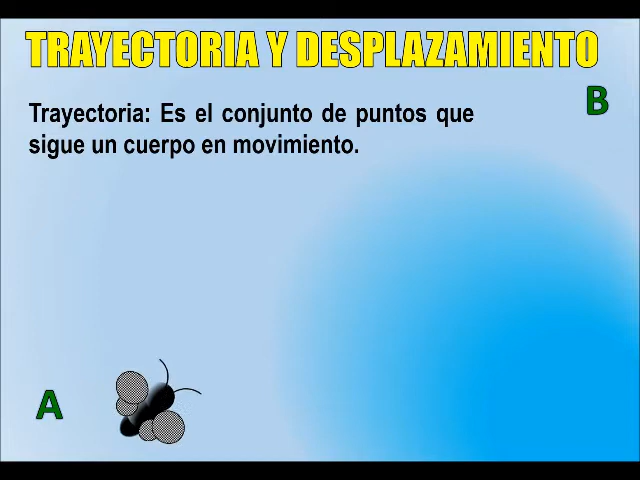 TRAYECTORIA Y DESPLAZAMIENTO
B
Trayectoria: Es el conjunto de puntos que
sigue un cuerpo en movimiento.
A